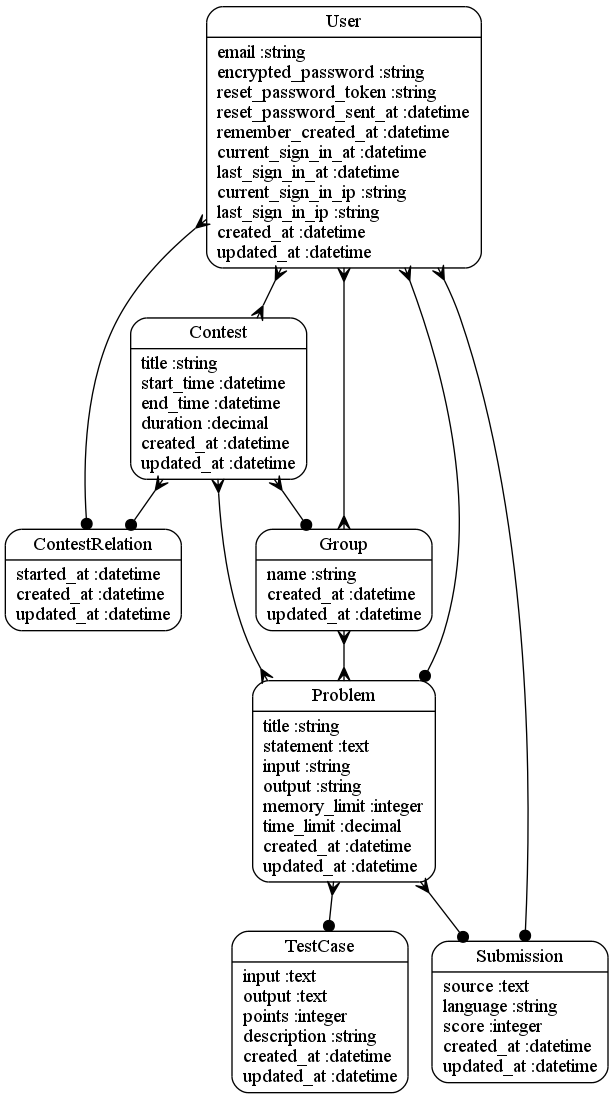 User
email :string
encrypted_password :string
reset_password_token :string
reset_password_sent_at :datetime
remember_created_at :datetime
current_sign_in_at :datetime
last_sign_in_at :datetime
current_sign_in_ip :string
last_sign_in_ip :string
created_at :datetime
updated_at :datetime
Contest
title :string
start_time :datetime
end_time :datetime
duration :decimal
created_at :datetime
updated_at :datetime
ContestRelation
started_at :datetime
created_at :datetime
updated_at :datetime
Group
name :string
created_at :datetime
updated_at :datetime
Problem
title :string
statement :text
input :string
output :string
memory_limit :integer
time_limit :decimal
created_at :datetime
updated_at :datetime
TestCase
input :text
output :text
points :integer
description :string
created_at :datetime
updated_at :datetime
Submission
source :text
language :string
score :integer
created_at :datetime
updated_at :datetime